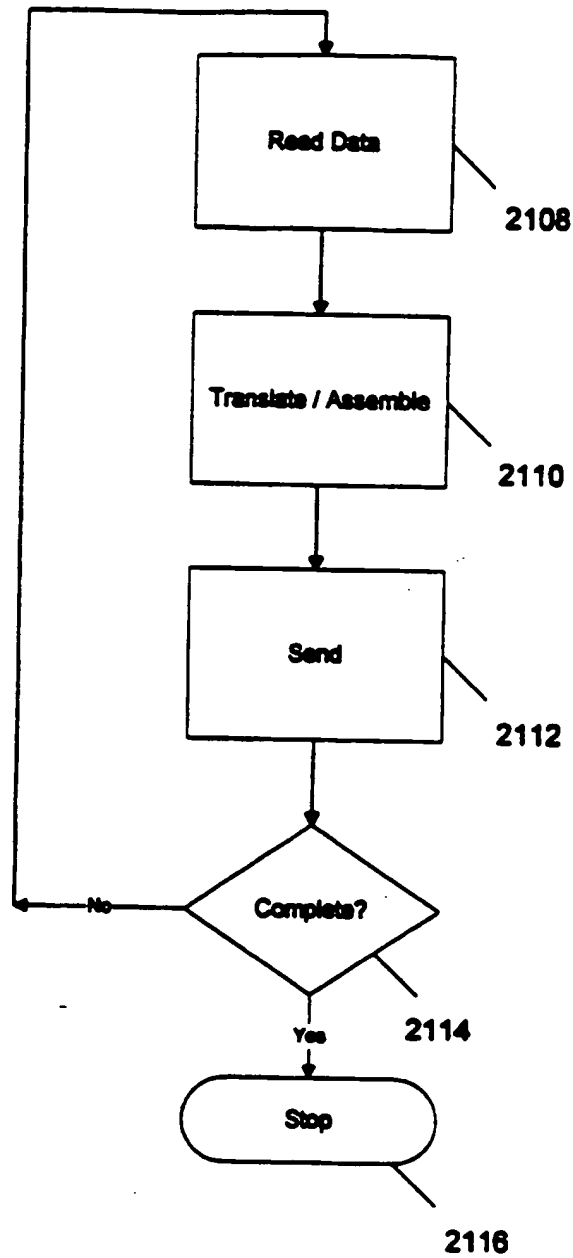 Read Data
2108
Translate / Assemble
2110
Send
2112
Complete?
No
2114
Yes
Stop
2116